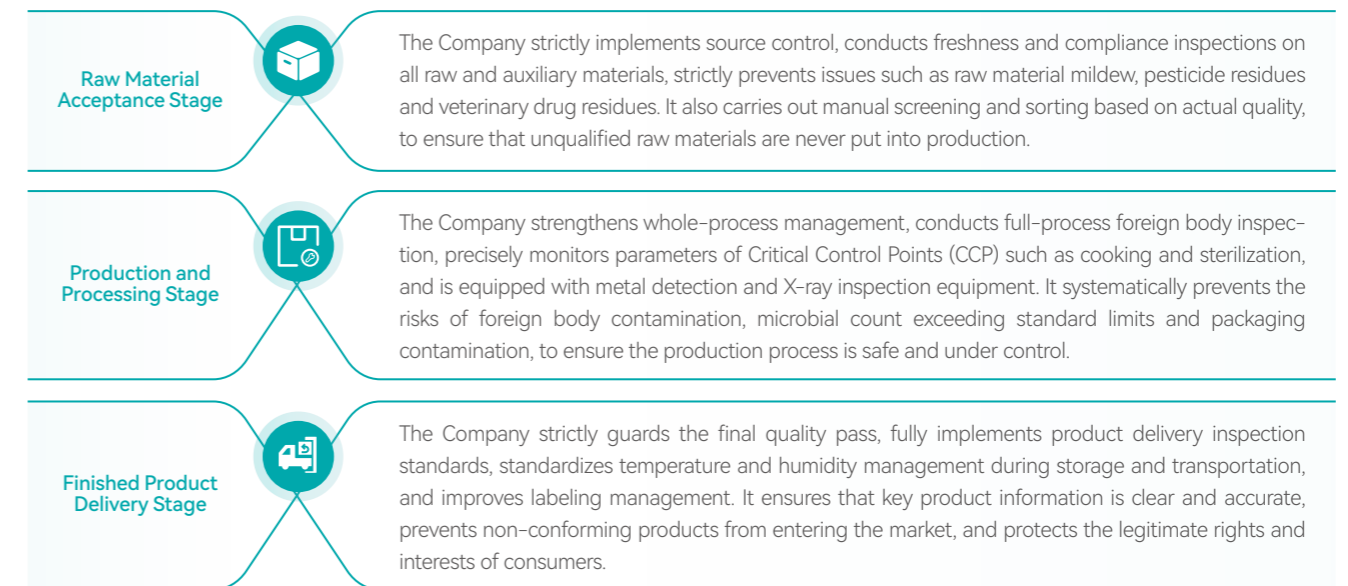 Raw Material
Acceptance Stage
The Company strictly implements source control, conducts freshness and compliance inspections on
all raw and auxiliary materials, strictly prevents issues such as raw material mildew, pesticide residues
and veterinary drug residues. It also carries out manual screening and sorting based on actual quality,
to ensure that unqualified raw materials are never put into production.
Production and
Processing Stage
The Company strengthens whole-process management, conducts full-process foreign body inspec-
tion, precisely monitors parameters of Critical Control Points (CCP) such as cooking and sterilization,
and is equipped with metal detection and X-ray inspection equipment. It systematically prevents the
risks of foreign body contamination, microbial count exceeding standard limits and packaging
contamination, to ensure the production process is safe and under control.
Finished Product
Delivery Stage
The Company strictly guards the final quality pass, fully implements product delivery inspection
standards, standardizes temperature and humidity management during storage and transportation,
and improves labeling management. It ensures that key product information is clear and accurate,
prevents non-conforming products from entering the market, and protects the legitimate rights and
interests of consumers.